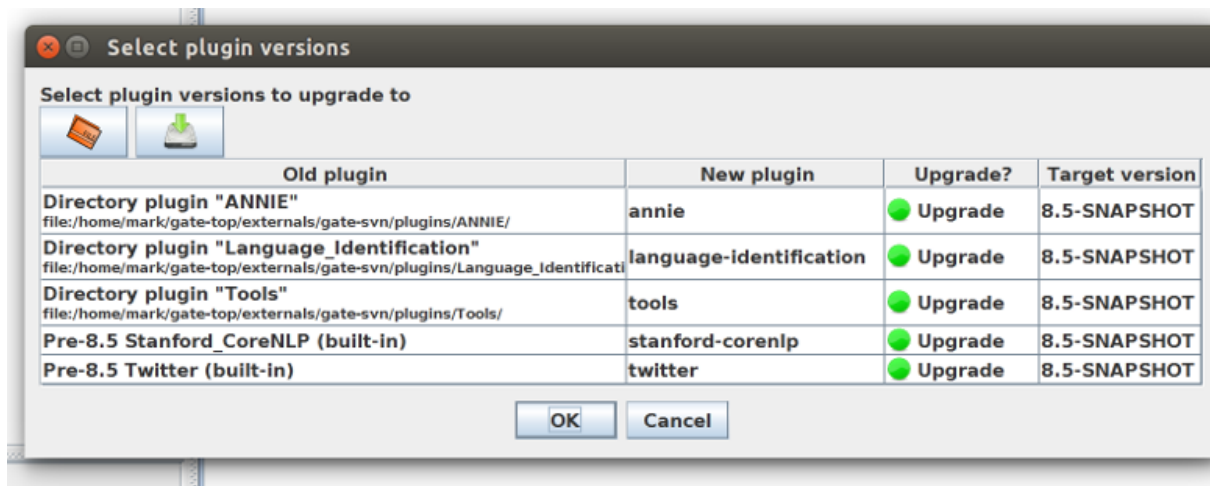 Select plugin versions
Select plugin versions to upgrade to
Old plugin New plugin Upgrade? Target version
Directory plugin "ANNIE"
file:/home/mark/gate-top/externals/gate-svn/plugins/ANNIE/
annie Upgrade 8.5-SNAPSHOT
Directory plugin "Language_Identification"
file:/home/mark/gate-top/externals/gate-svn/plugins/Language_Identificati
language-identification Upgrade 8.5-SNAPSHOT
Directory plugin "Tools"
file:/home/mark/gate-top/externals/gate-svn/plugins/Tools/
tools Upgrade 8.5-SNAPSHOT
Pre-8.5 Stanford_CoreNLP (built-in) stanford-corenlp Upgrade 8.5-SNAPSHOT
Pre-8.5 Twitter (built-in) twitter Upgrade 8.5-SNAPSHOT
OK Cancel